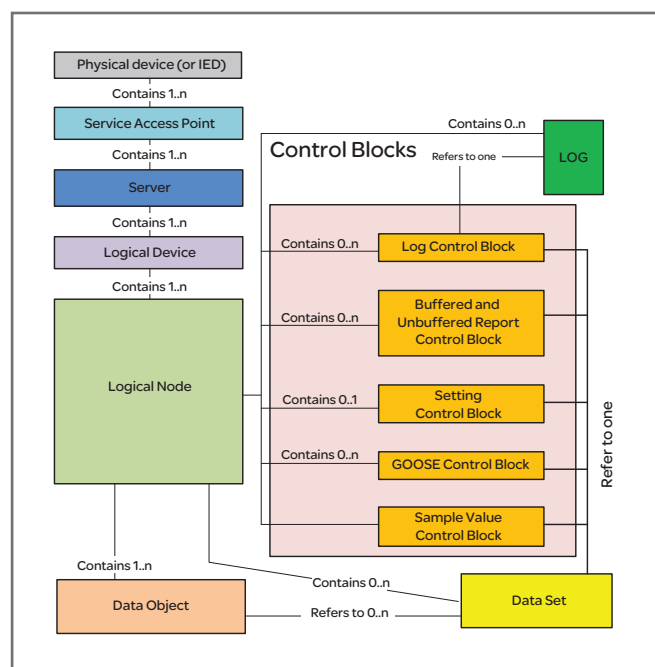 Physical device (or IED)
Contains 1..n
Service Access Point
Contains 1..n
Server
Contains 1..n
Logical Device
Contains 1..n
Logical Node
Contains 0..n
Control Blocks
Refers to one
LOG
Contains 0..n
Log Control Block
Contains 0..n
Buffered and
Unbuffered Report
Control Block
Contains 0..1
Setting
Control Block
Contains 0..n
GOOSE Control Block
Sample Value
Control Block
Refer to one
Contains 1..n
Contains 0..n
Data Object
Refers to 0..n
Data Set